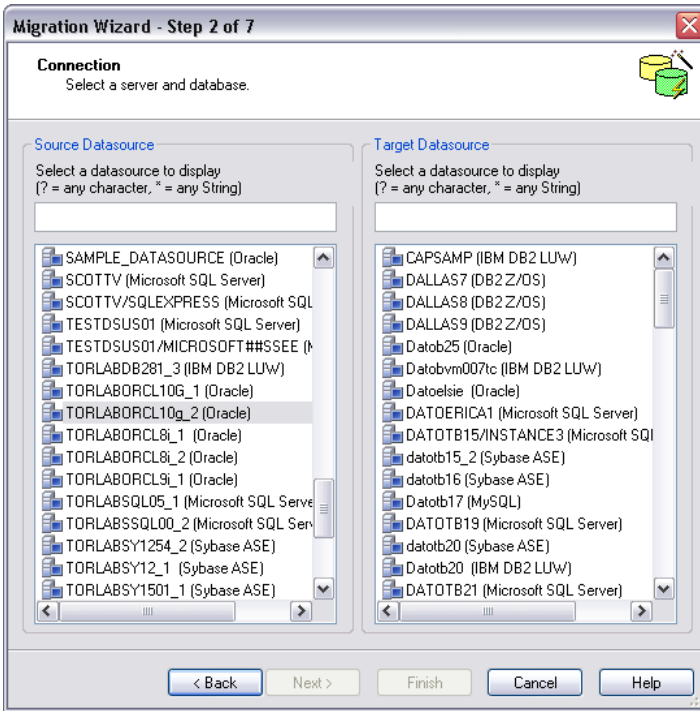 Migration Wizard - Step 2 of 7
Connection
Select a server and database.
Source Datasource
Select a datasource to display
(? = any character, * = any String)
SAMPLE_DATASOURCE (Oracle)
SCOTTV (Microsoft SQL Server)
SCOTTV/SQLEXPRESS (Microsoft SQL
TESTDSUS01 (Microsoft SQL Server)
TESTDSUS01/MICROSOFT##SSEE (M
TORLABDB281_3 (IBM DB2 LUW)
TORLABORCL10G_1 (Oracle)
TORLABORCL10g_2 (Oracle)
TORLABORCL8i_1 (Oracle)
TORLABORCL8i_2 (Oracle)
TORLABORCL9i_1 (Oracle)
TORLABSQL05_1 (Microsoft SQL Serve
TORLABSSQL00_2 (Microsoft SQL Serv
TORLABSY1254_2 (Sybase ASE)
TORLABSY12_1 (Sybase ASE)
TORLABSY1501_1 (Sybase ASE)
Target Datasource
Select a datasource to display
(? = any character, * = any String)
CAPSAMP (IBM DB2 LUW)
DALLAS7 (DB2 Z/OS)
DALLAS8 (DB2 Z/OS)
DALLAS9 (DB2 Z/OS)
Datob25 (Oracle)
Datobvm007tc (IBM DB2 LUW)
Datoelsie (Oracle)
DATOERICA1 (Microsoft SQL Server)
DATOTB15/INSTANCE3 (Microsoft SQL
datotb15_2 (Sybase ASE)
datotb16 (Sybase ASE)
Datotb17 (MySQL)
DATOTB19 (Microsoft SQL Server)
datotb20 (Sybase ASE)
Datotb20 (IBM DB2 LUW)
DATOTB21 (Microsoft SQL Server)
< Back
Next >
Finish
Cancel
Help